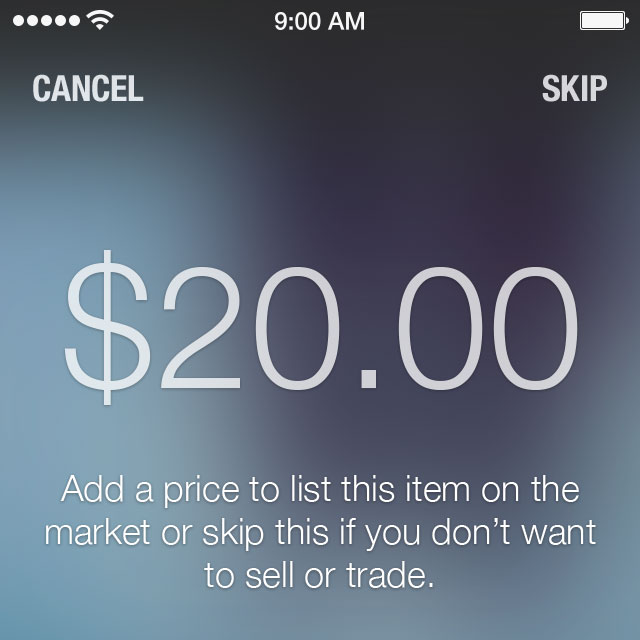 9:00 AM
CANCEL SKIP
$20.00
Add a price to list this item on the
market or skip this if you don’t want
to sell or trade.